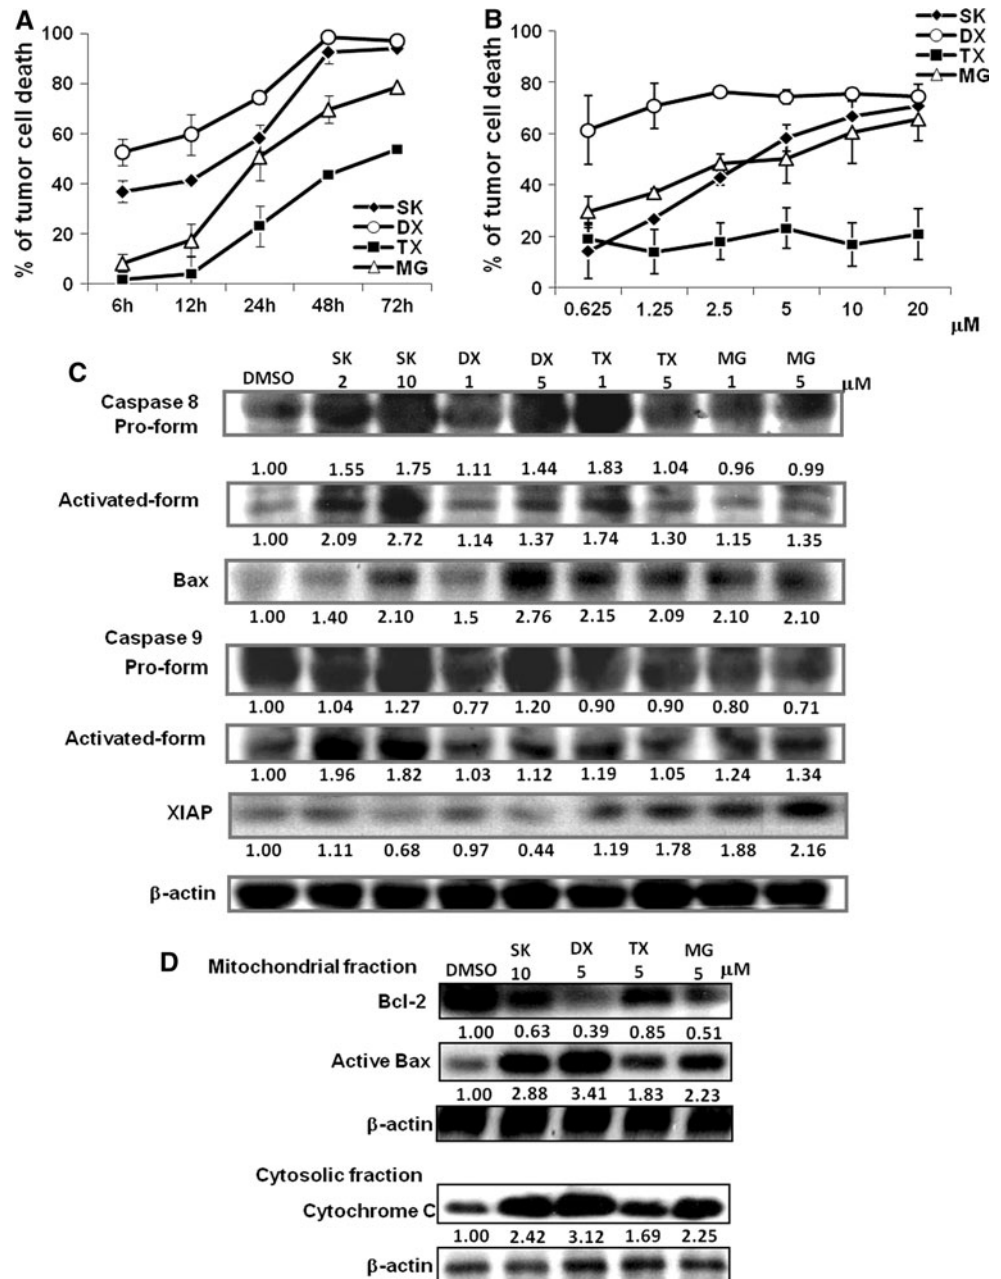 A
% of tumor cell death
100
80
60
40
20
0
6h 12h 24h 48h 72h
SK
DX
TX
MG
B
% of tumor cell death
100
80
60
40
20
0
0.625 1.25 2.5 5 10 20
μM
SK
DX
TX
MG
C
SK SK DX DX TX TX MG MG
DMSO 2 10 1 5 1 5 1 5 μM
Caspase 8
Pro-form
1.00 1.55 1.75 1.11 1.44 1.83 1.04 0.96 0.99
Activated-form
1.00 2.09 2.72 1.14 1.37 1.74 1.30 1.15 1.35
Bax
1.00 1.40 2.10 1.5 2.76 2.15 2.09 2.10 2.10
Caspase 9
Pro-form
1.00 1.04 1.27 0.77 1.20 0.90 0.90 0.80 0.71
Activated-form
1.00 1.96 1.82 1.03 1.12 1.19 1.05 1.24 1.34
XIAP
1.00 1.11 0.68 0.97 0.44 1.19 1.78 1.88 2.16
β-actin
D
SK DX TX MG
Mitochondrial fraction DMSO 10 5 5 5 μM
Bcl-2
1.00 0.63 0.39 0.85 0.51
Active Bax
1.00 2.88 3.41 1.83 2.23
β-actin
Cytosolic fraction
Cytochrome C
1.00 2.42 3.12 1.69 2.25
β-actin